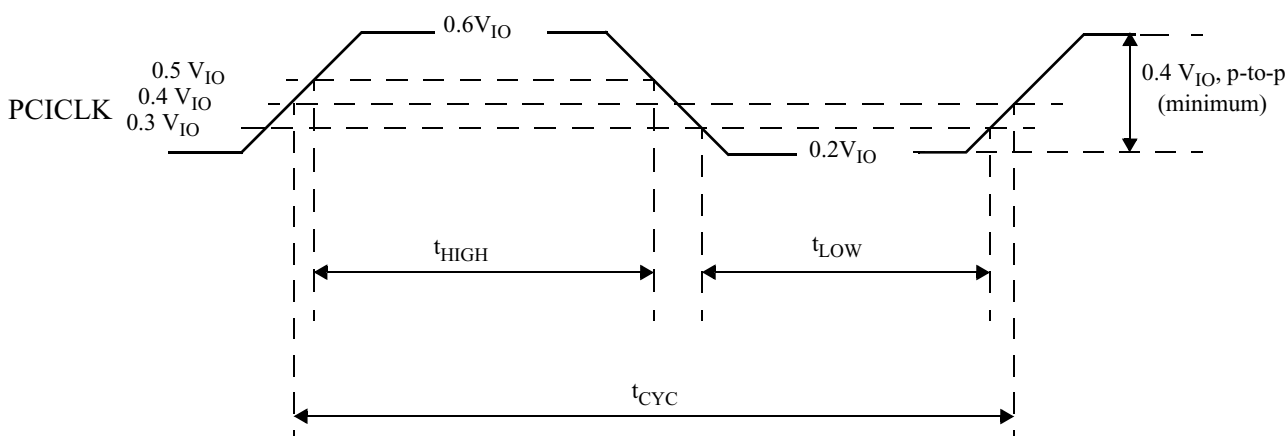 0.6V_IO
0.5 V_IO
0.4 V_IO
PCICLK
0.3 V_IO
0.2V_IO
0.4 V_IO, p-to-p
(minimum)
t_HIGH
t_LOW
t_CYC